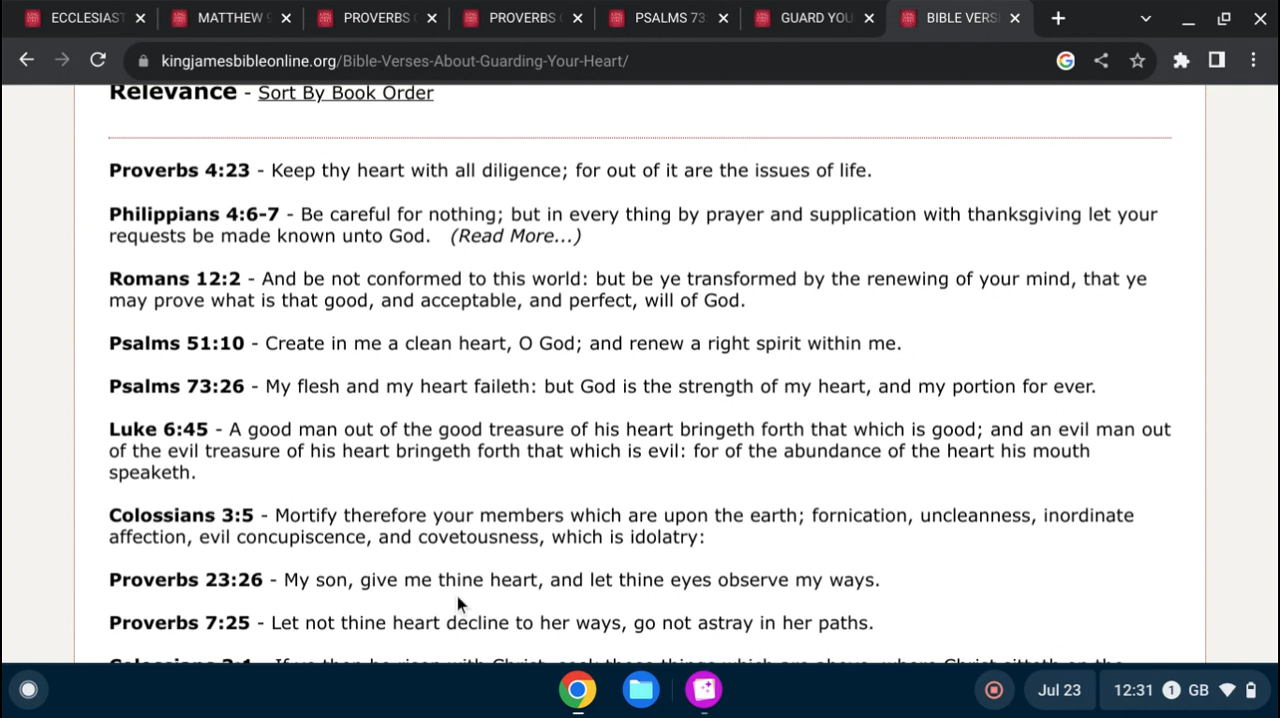 ECCLESIAST
MATTHEW
PROVERBS
PROVERBS
PSALMS 73:
GUARD YOU
BIBLE VERS
kingjamesbibleonline.org/Bible-Verses-About-Guarding-Your-Heart/
Relevance - Sort By Book Order
Proverbs 4:23 - Keep thy heart with all diligence; for out of it are the issues of life.
Philippians 4:6-7 - Be careful for nothing; but in every thing by prayer and supplication with thanksgiving let your
requests be made known unto God. (Read More...)
Romans 12:2 - And be not conformed to this world: but be ye transformed by the renewing of your mind, that ye
may prove what is that good, and acceptable, and perfect, will of God.
Psalms 51:10 - Create in me a clean heart, O God; and renew a right spirit within me.
Psalms 73:26 - My flesh and my heart faileth: but God is the strength of my heart, and my portion for ever.
Luke 6:45 - A good man out of the good treasure of his heart bringeth forth that which is good; and an evil man out
of the evil treasure of his heart bringeth forth that which is evil: for of the abundance of the heart his mouth
speaketh.
Colossians 3:5 - Mortify therefore your members which are upon the earth; fornication, uncleanness, inordinate
affection, evil concupiscence, and covetousness, which is idolatry:
Proverbs 23:26 - My son, give me thine heart, and let thine eyes observe my ways.
Proverbs 7:25 - Let not thine heart decline to her ways, go not astray in her paths.
Jul 23
12:31 1 GB